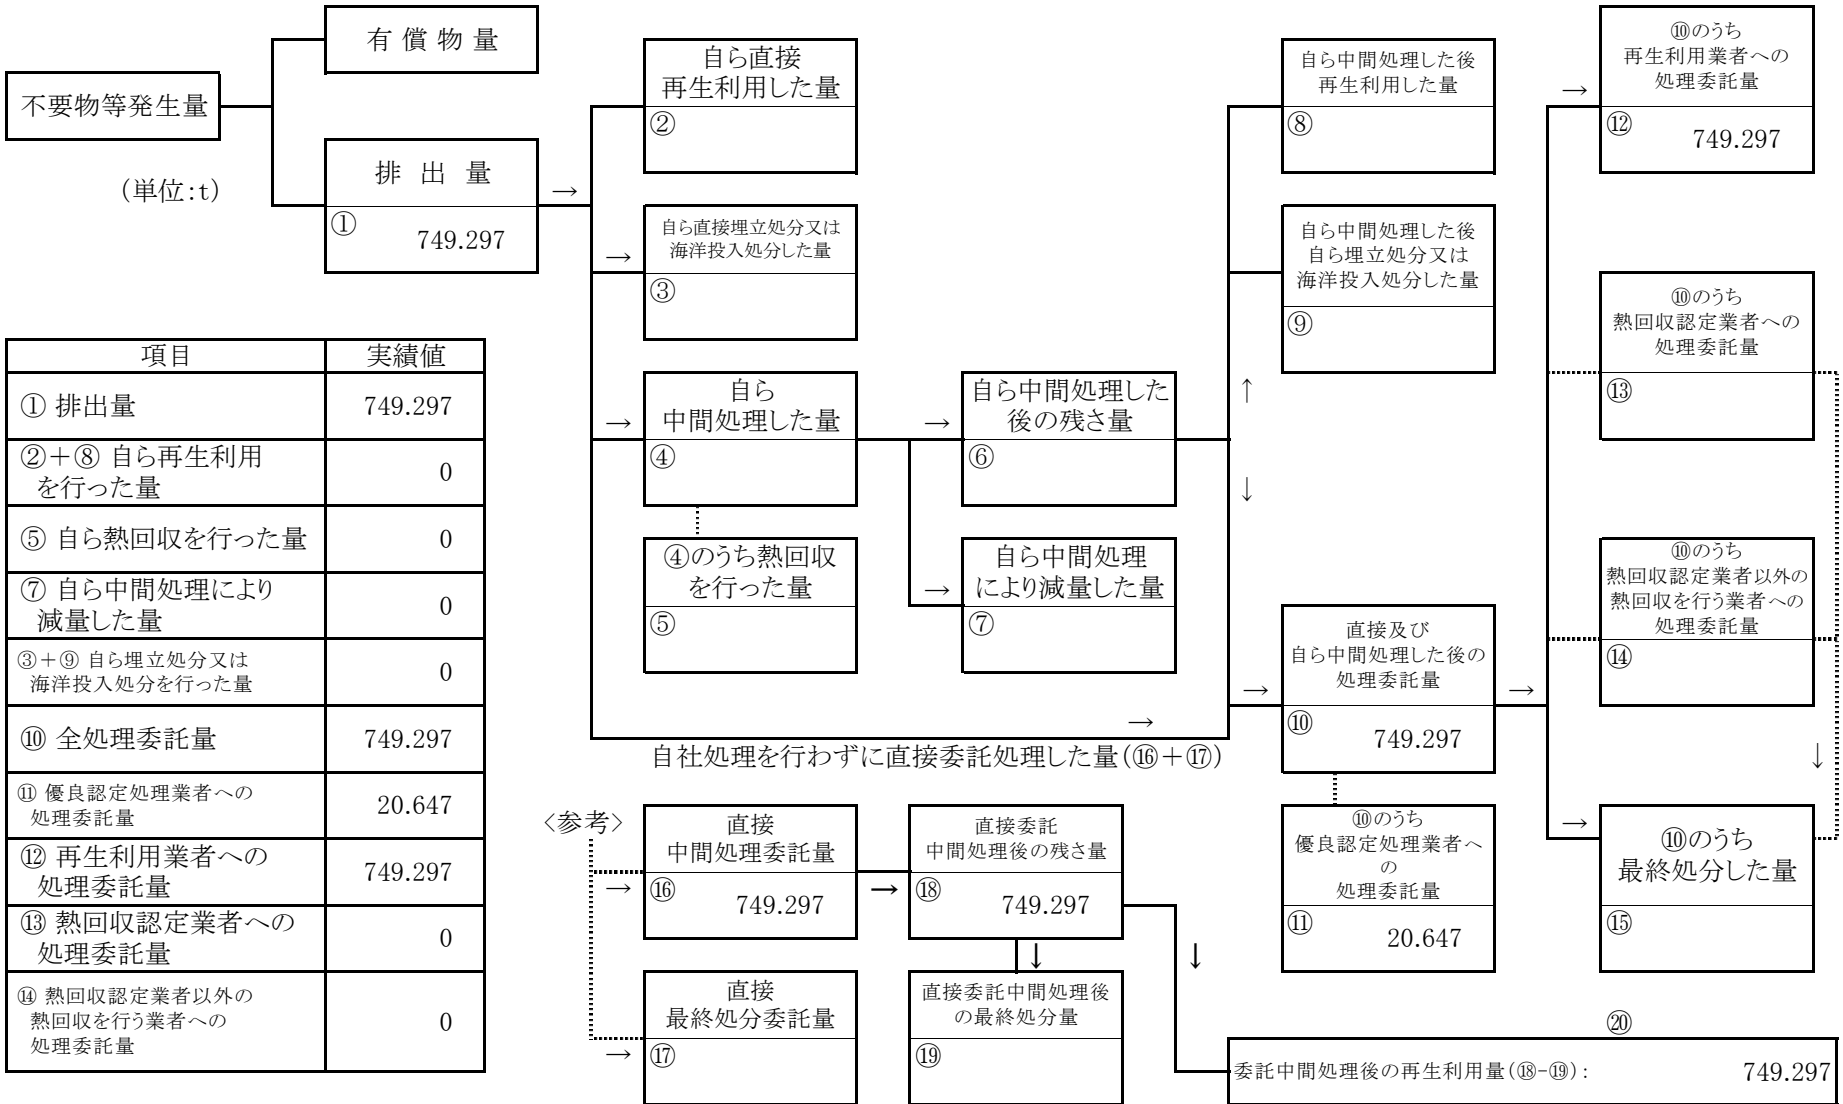 有償物量
不要物等発生量
(単位:t)
排出量
①
749.297
→
自ら直接
再生利用した量
②
→
自ら直接埋立処分又は
海洋投入処分した量
③
→
自ら
中間処理した量
④
④のうち熱回収
を行った量
⑤
→
自ら中間処理した
後の残さ量
⑥
→
自ら中間処理
により減量した量
⑦
自ら中間処理した後
再生利用した量
⑧
自ら中間処理した後
自ら埋立処分又は
海洋投入処分した量
⑨
↑
↓
→
自社処理を行わずに直接委託処理した量(⑯+⑰)
→
直接及び
自ら中間処理した後の
処理委託量
⑩
749.297
⑩のうち
優良認定処理業者へ
の
処理委託量
⑪
20.647
→
→
⑩のうち
再生利用業者への
処理委託量
⑫
749.297
⑩のうち
熱回収認定業者への
処理委託量
⑬
⑩のうち
熱回収認定業者以外の
熱回収を行う業者への
処理委託量
⑭
↓
→
⑩のうち
最終処分した量
⑮
項目 実績値
① 排出量 749.297
②+⑧ 自ら再生利用
を行った量 0
⑤ 自ら熱回収を行った量 0
⑦ 自ら中間処理により
減量した量 0
③+⑨ 自ら埋立処分又は
海洋投入処分を行った量 0
⑩ 全処理委託量 749.297
⑪ 優良認定処理業者への
処理委託量 20.647
⑫ 再生利用業者への
処理委託量 749.297
⑬ 熱回収認定業者への
処理委託量 0
⑭ 熱回収認定業者以外の
熱回収を行う業者への
処理委託量 0
<参考>
→
直接
中間処理委託量
⑯
749.297
→
直接委託
中間処理後の残さ量
⑱
749.297
↓
↓
→
直接
最終処分委託量
⑰
直接委託中間処理後
の最終処分量
⑲
⑳
委託中間処理後の再生利用量(⑱-⑲): 749.297